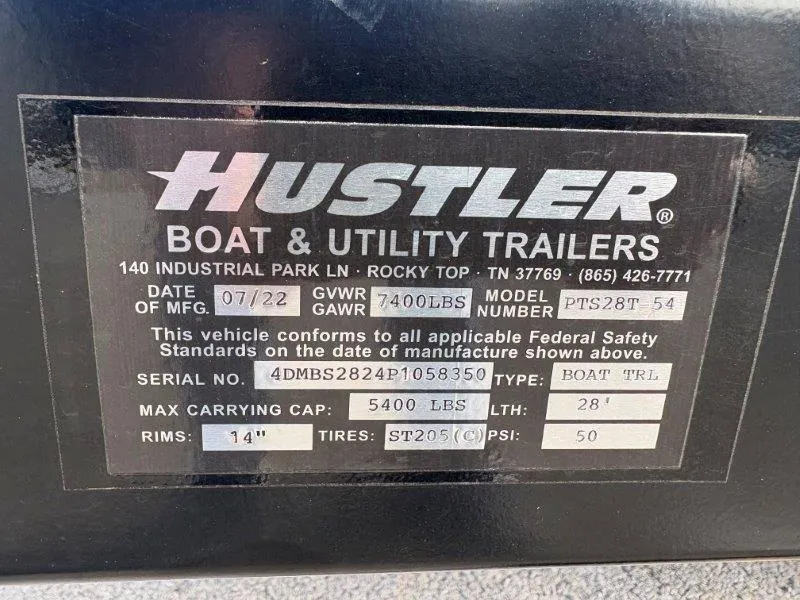 HUSTLER®
BOAT & UTILITY TRAILERS
140 INDUSTRIAL PARK LN · ROCKY TOP · TN 37769 · (865) 426-7771
DATE OF MFG. 07/22 GVWR GAWR 7400LBS MODEL NUMBER PTS28T 54
This vehicle conforms to all applicable Federal Safety
Standards on the date of manufacture shown above.
SERIAL NO. 4DMBS2824P1058350 TYPE: BOAT TRL
MAX CARRYING CAP: 5400 LBS LTH: 28'
RIMS: 14" TIRES: ST205(C) PSI: 50